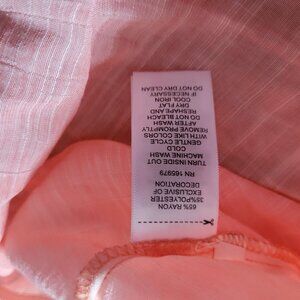 65% RAYON
35%POLYESTER
EXCLUSIVE OF
DECORATION
RN 165979
TURN INSIDE OUT
MACHINE WASH
COLD
GENTLE CYCLE
WITH LIKE COLORS
REMOVE PROMPTLY
AFTER WASH
DO NOT BLEACH
RESHAPE AND
DRY FLAT
COOL IRON
IF NECESSARY
DO NOT DRY CLEAN